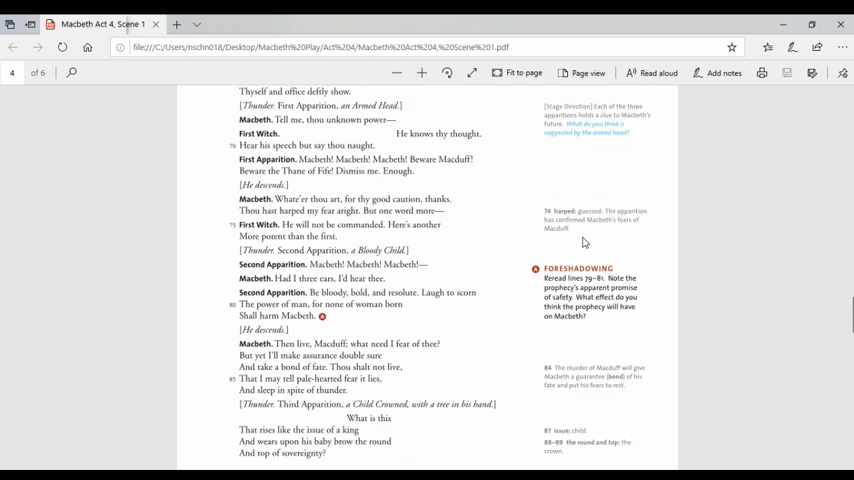 Macbeth Act 4, Scene 1
file:///C:/Users/nschn018/Desktop/Macbeth%20Play/Act%204/Macbeth%20Act%204,%20Scene%201.pdf
4 of 6
Fit to page
Page view
Read aloud
Add notes
Thyself and office deftly show.
[Thunder. First Apparition, an Armed Head.]
Macbeth. Tell me, thou unknown power—
First Witch. He knows thy thought.
70 Hear his speech but say thou naught.
First Apparition. Macbeth! Macbeth! Macbeth! Beware Macduff!
Beware the Thane of Fife! Dismiss me. Enough.
[He descends.]
Macbeth. Whate'er thou art, for thy good caution, thanks.
Thou hast harped my fear aright. But one word more—
75 First Witch. He will not be commanded. Here's another
More potent than the first.
[Thunder. Second Apparition, a Bloody Child.]
Second Apparition. Macbeth! Macbeth! Macbeth!—
Macbeth. Had I three ears, I'd hear thee.
Second Apparition. Be bloody, bold, and resolute. Laugh to scorn
80 The power of man, for none of woman born
Shall harm Macbeth. A
[He descends.]
Macbeth. Then live, Macduff; what need I fear of thee?
But yet I'll make assurance double sure
And take a bond of fate. Thou shalt not live,
85 That I may tell pale-hearted fear it lies,
And sleep in spite of thunder.
[Thunder. Third Apparition, a Child Crowned, with a tree in his hand.]
What is this
That rises like the issue of a king
And wears upon his baby brow the round
And top of sovereignty?
[Stage Direction] Each of the three
apparitions holds a clue to Macbeth's
future. What do you think is
suggested by the armed head?
74 harped: guessed. The apparition
has confirmed Macbeth's fears of
Macduff.
A FORESHADOWING
Reread lines 79–81. Note the
prophecy's apparent promise
of safety. What effect do you
think the prophecy will have
on Macbeth?
84 The murder of Macduff will give
Macbeth a guarantee (bond) of his
fate and put his fears to rest.
87 issue: child.
88–89 the round and top: the
crown.